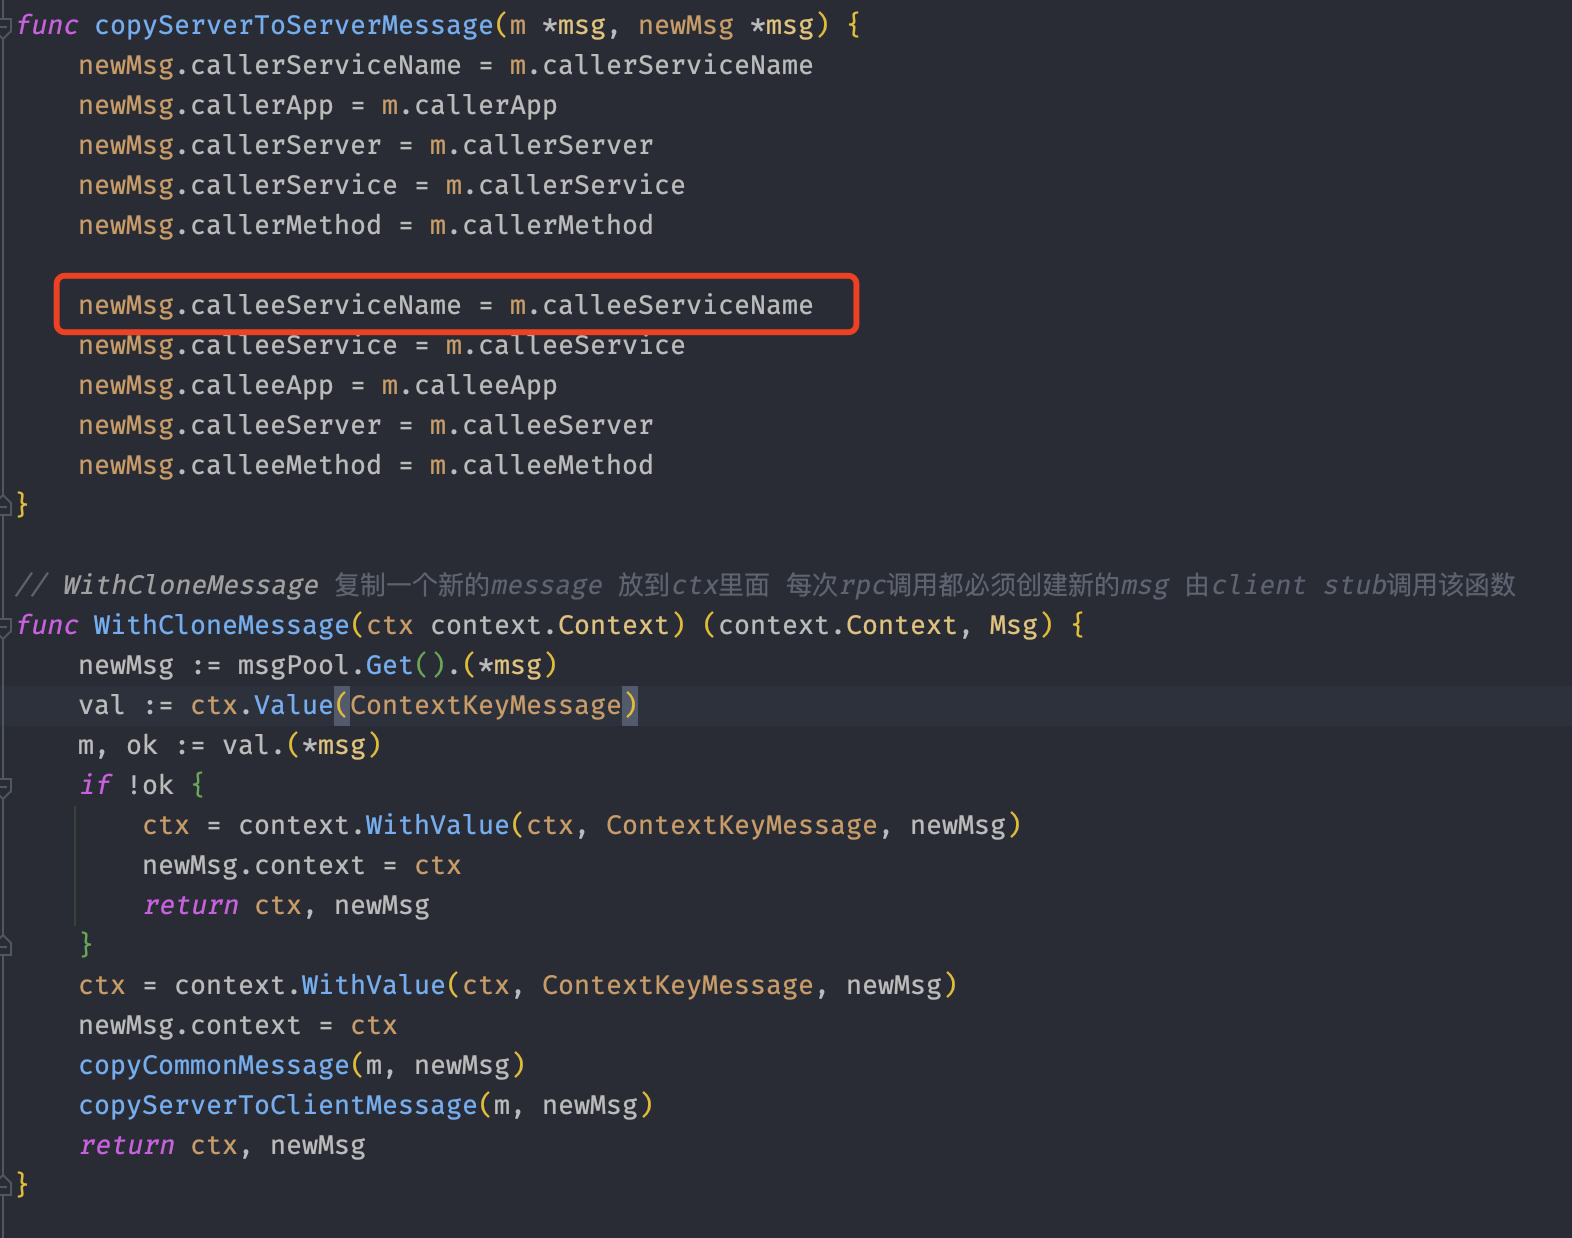 func copyServerToServerMessage(m *msg, newMsg *msg) {
    newMsg.callerServiceName = m.callerServiceName
    newMsg.callerApp = m.callerApp
    newMsg.callerServer = m.callerServer
    newMsg.callerService = m.callerService
    newMsg.callerMethod = m.callerMethod

    newMsg.calleeServiceName = m.calleeServiceName
    newMsg.calleeService = m.calleeService
    newMsg.calleeApp = m.calleeApp
    newMsg.calleeServer = m.calleeServer
    newMsg.calleeMethod = m.calleeMethod
}

// WithCloneMessage 复制一个新的message 放到ctx里面 每次rpc调用都必须创建新的msg 由client stub调用该函数
func WithCloneMessage(ctx context.Context) (context.Context, Msg) {
    newMsg := msgPool.Get().(*msg)
    val := ctx.Value(ContextKeyMessage)
    m, ok := val.(*msg)
    if !ok {
        ctx = context.WithValue(ctx, ContextKeyMessage, newMsg)
        newMsg.context = ctx
        return ctx, newMsg
    }
    ctx = context.WithValue(ctx, ContextKeyMessage, newMsg)
    newMsg.context = ctx
    copyCommonMessage(m, newMsg)
    copyServerToClientMessage(m, newMsg)
    return ctx, newMsg
}